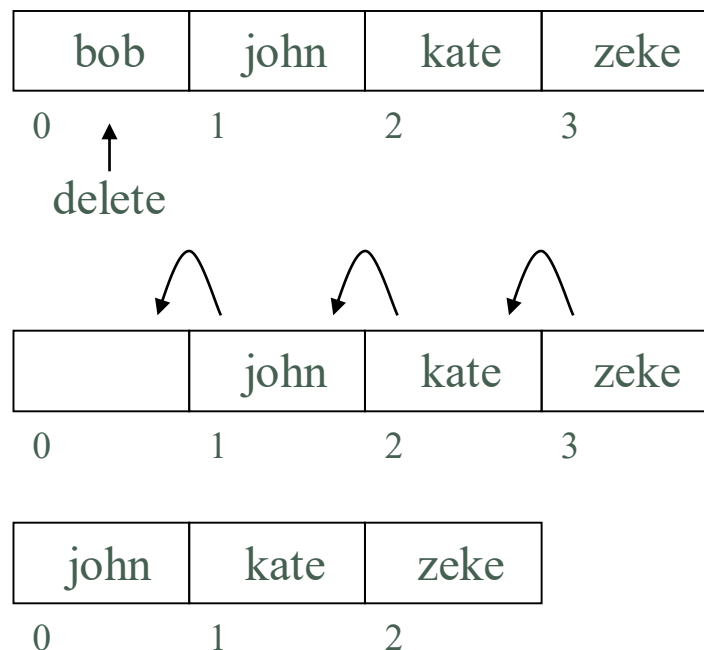 bob john kate zeke
0 1 2 3
delete
john kate zeke
0 1 2 3
john kate zeke
0 1 2